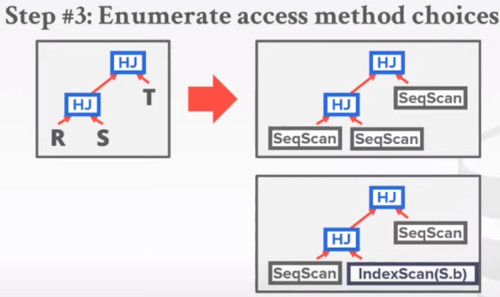 Step #3: Enumerate access method choices
HJ
HJ
T
R S
HJ
HJ
SeqScan
SeqScan SeqScan
HJ
HJ
SeqScan
SeqScan IndexScan(S.b)